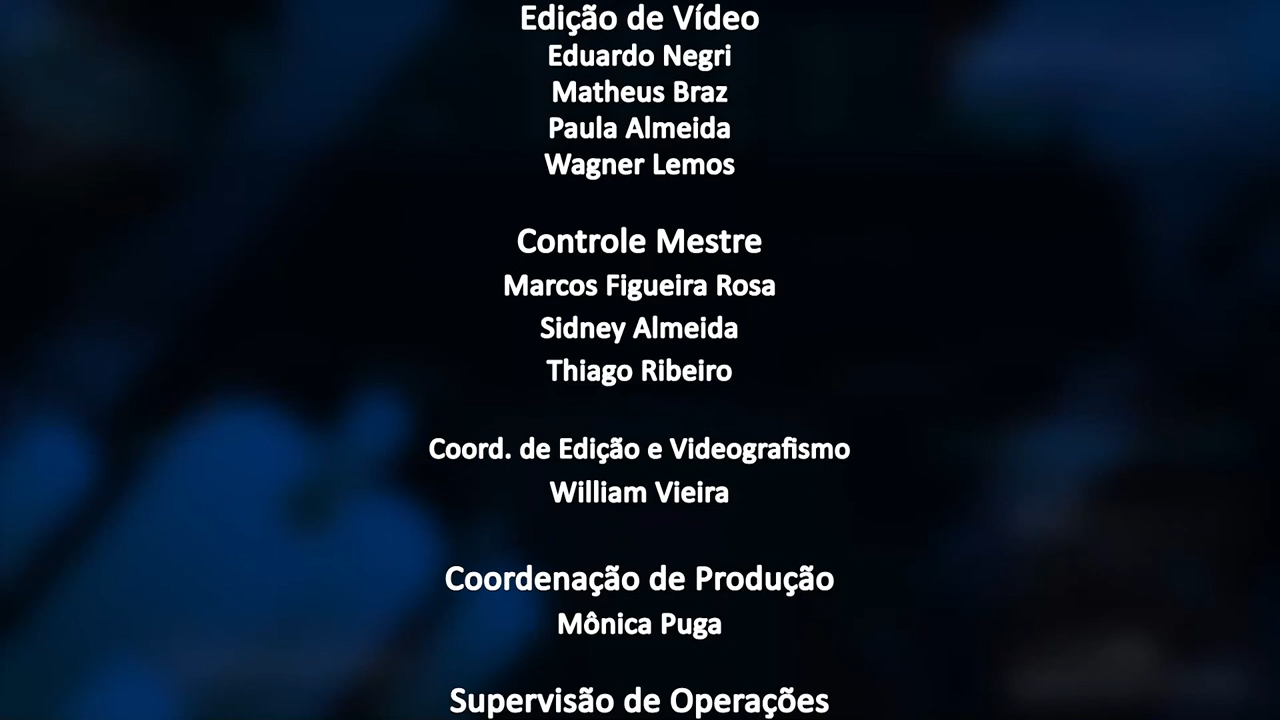 Edição de Vídeo
Eduardo Negri
Matheus Braz
Paula Almeida
Wagner Lemos
Controle Mestre
Marcos Figueira Rosa
Sidney Almeida
Thiago Ribeiro
Coord. de Edição e Videografismo
William Vieira
Coordenação de Produção
Mônica Puga
Supervisão de Operações